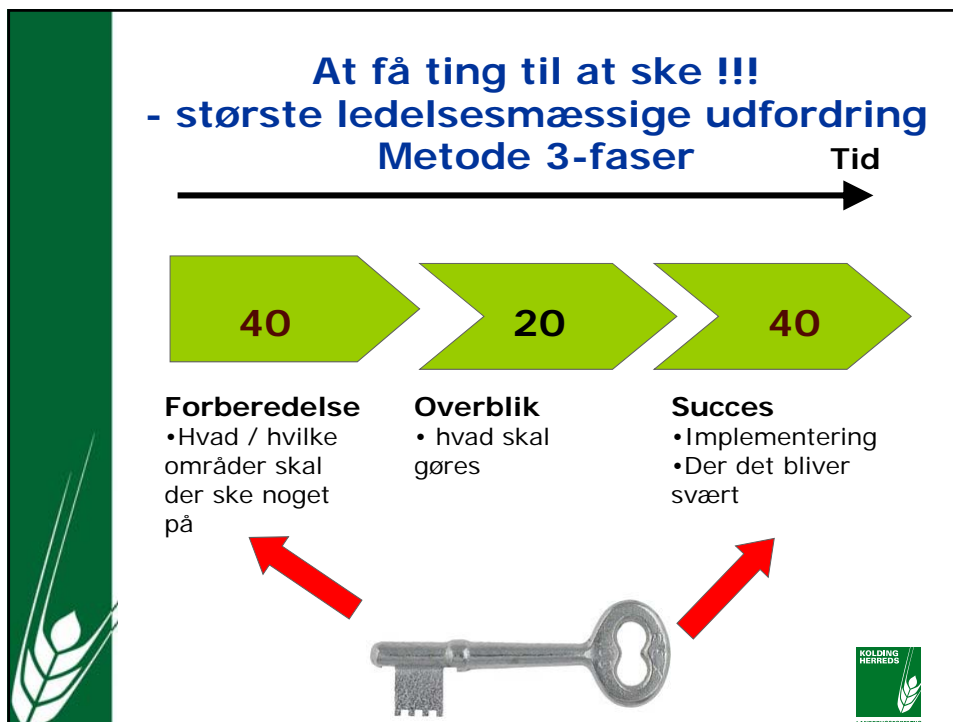 At få ting til at ske !!!
- største ledelsesmæssige udfordring
Metode 3-faser
Tid
40
20
40
Forberedelse
•Hvad / hvilke
områder skal
der ske noget
på
Overblik
• hvad skal
gøres
Succes
•Implementering
•Der det bliver
svært
KOLDING
HERREDS